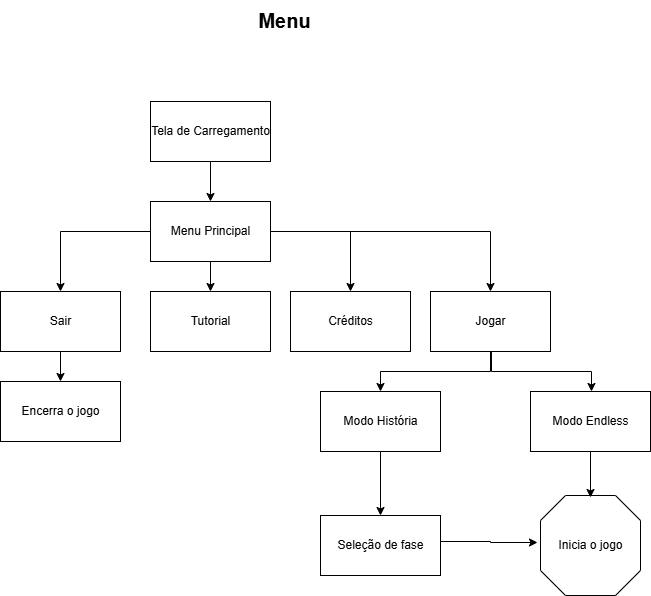 Menu
Tela de Carregamento
Menu Principal
Sair
Tutorial
Créditos
Jogar
Encerra o jogo
Modo História
Modo Endless
Seleção de fase
Inicia o jogo